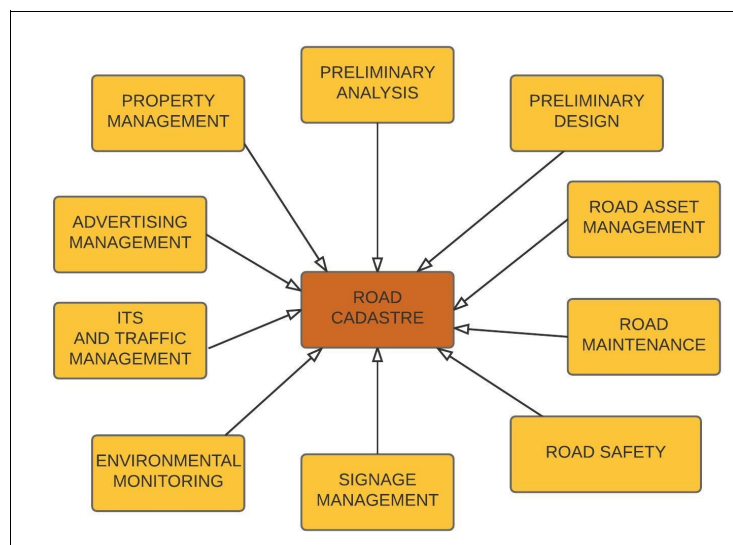 PRELIMINARY
ANALYSIS
PROPERTY
MANAGEMENT
PRELIMINARY
DESIGN
ADVERTISING
MANAGEMENT
ROAD ASSET
MANAGEMENT
ROAD
CADASTRE
ITS
AND TRAFFIC
MANAGEMENT
ROAD
MAINTENANCE
ENVIRONMENTAL
MONITORING
SIGNAGE
MANAGEMENT
ROAD SAFETY